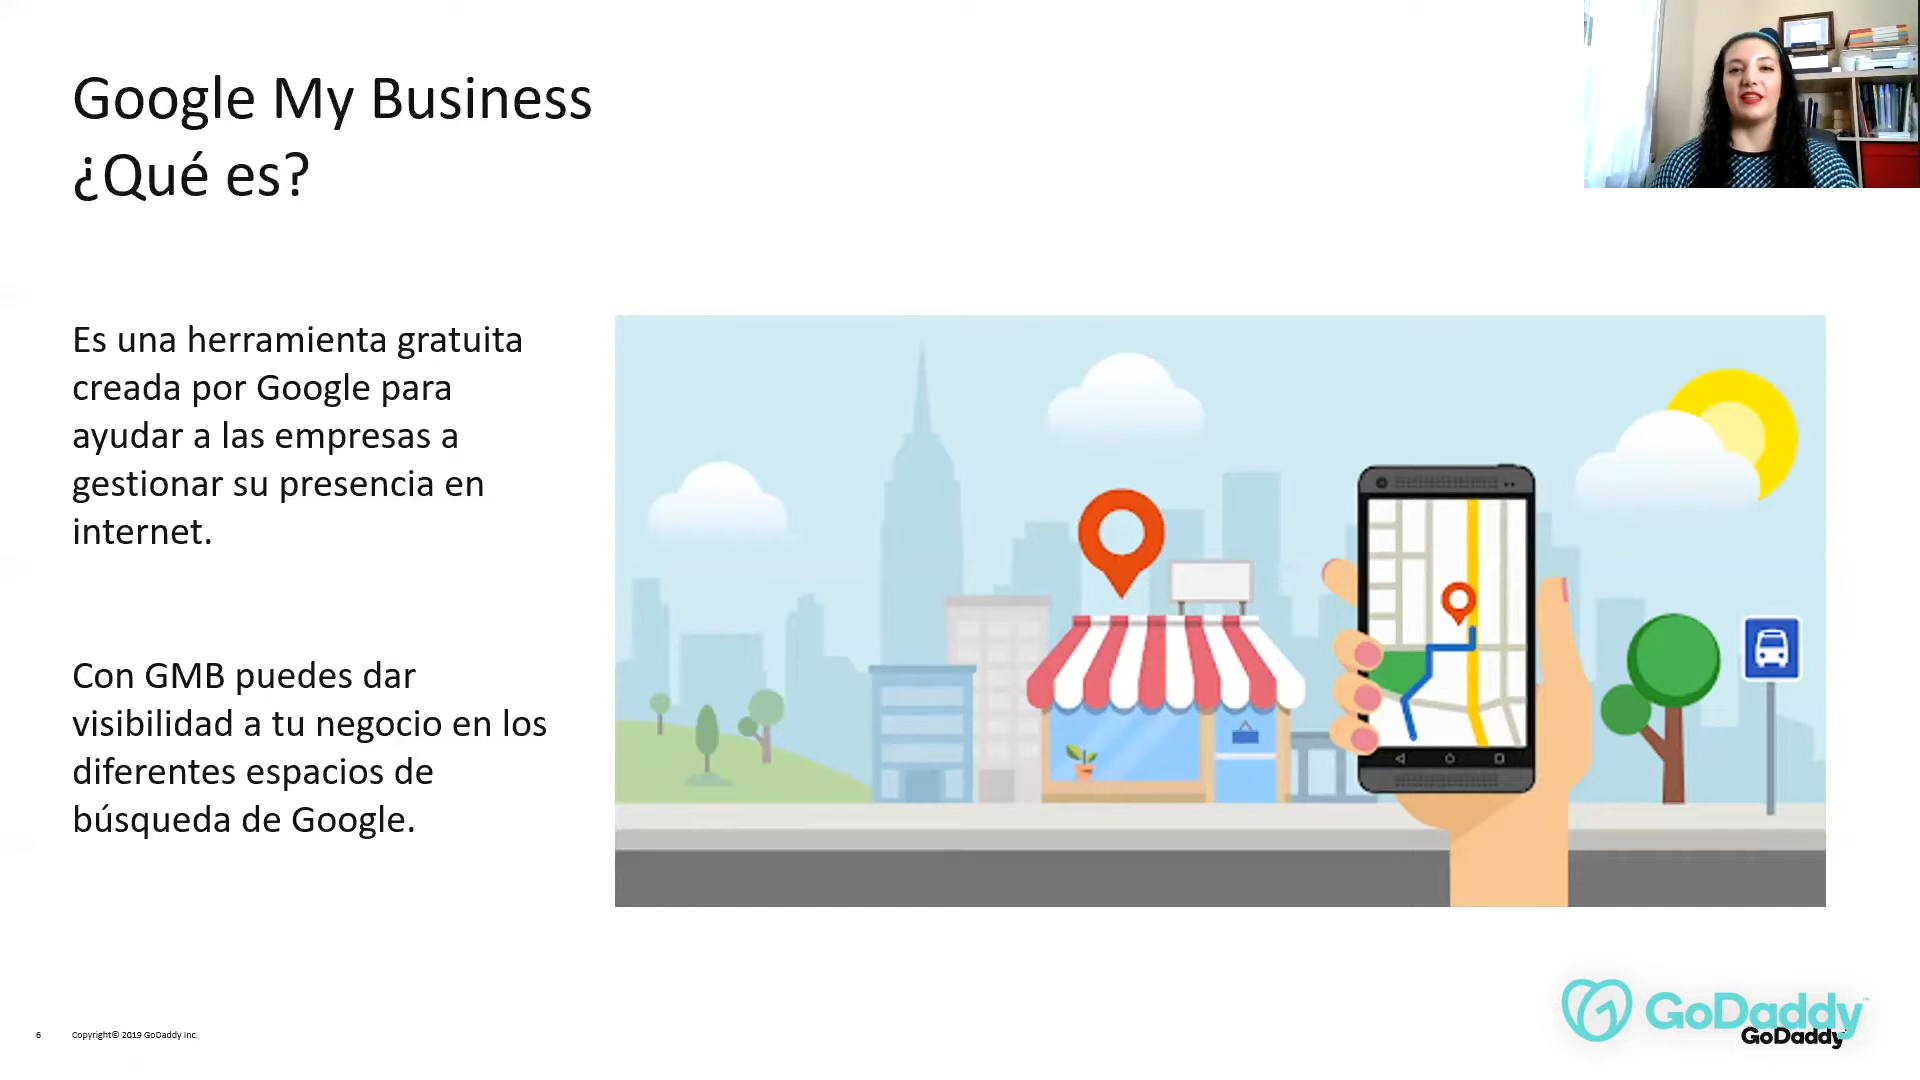 Google My Business
¿Qué es?
Es una herramienta gratuita
creada por Google para
ayudar a las empresas a
gestionar su presencia en
internet.
Con GMB puedes dar
visibilidad a tu negocio en los
diferentes espacios de
búsqueda de Google.
6
Copyright© 2019 GoDaddy Inc.
GoDaddy™
GoDaddy